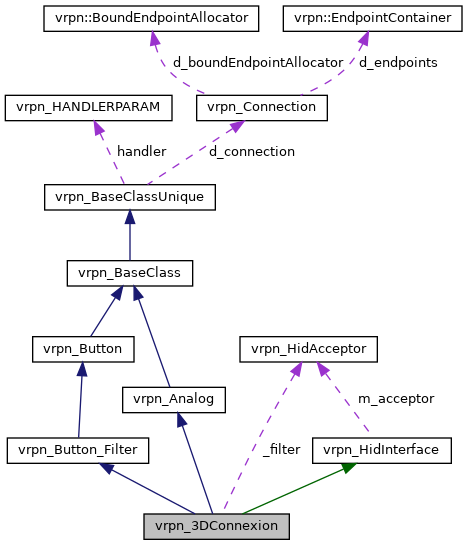 vrpn::BoundEndpointAllocator
vrpn::EndpointContainer
d_boundEndpointAllocator
d_endpoints
vrpn_HANDLERPARAM
vrpn_Connection
handler
d_connection
vrpn_BaseClassUnique
vrpn_BaseClass
vrpn_Button
vrpn_HidAcceptor
vrpn_Analog
m_acceptor
vrpn_Button_Filter
_filter
vrpn_HidInterface
vrpn_3DConnexion